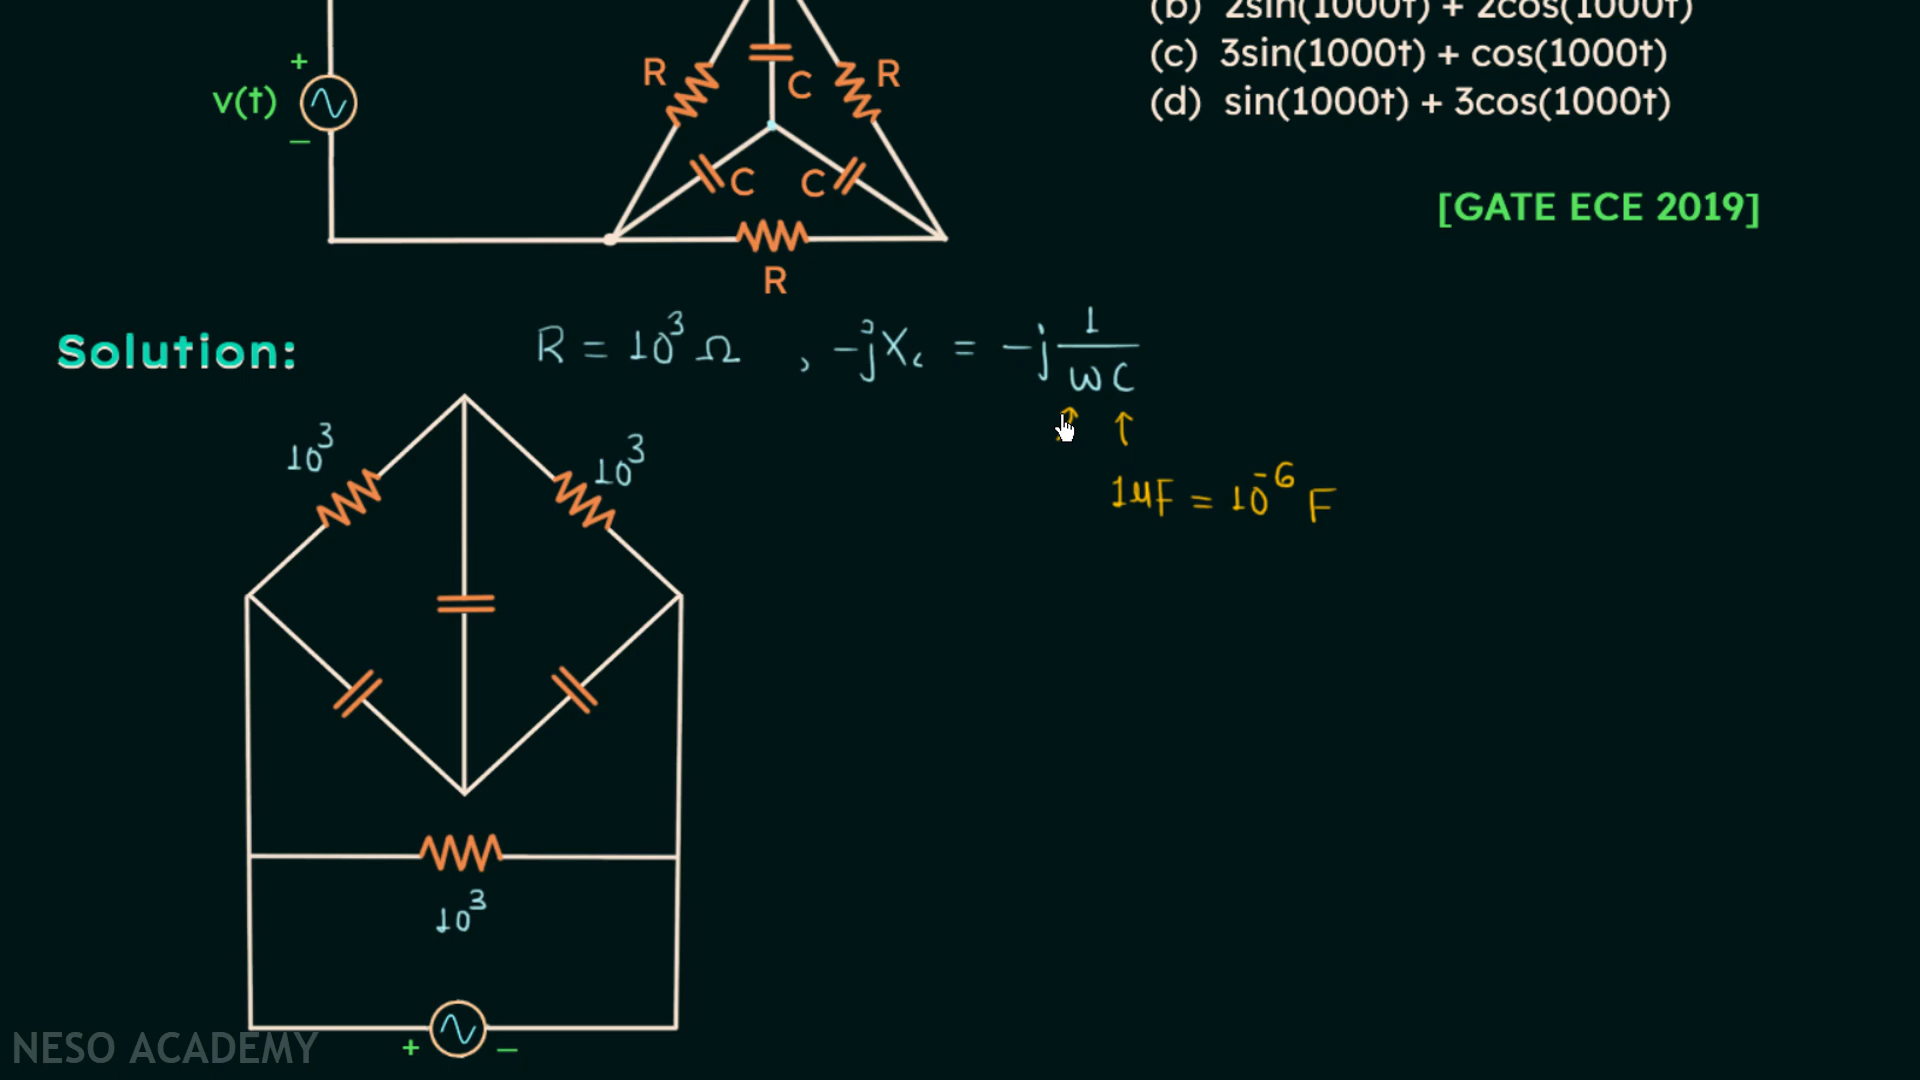 (b) 2sin(1000t) + 2cos(1000t)
(c) 3sin(1000t) + cos(1000t)
(d) sin(1000t) + 3cos(1000t)
[GATE ECE 2019]
+
v(t)
−
R
C
R
C
C
R
Solution:
R = 10³ Ω , -jXc = -j 1/ωC
↑ ↑
1μF = 10⁻⁶ F
10³
10³
10³
+ −
NESO ACADEMY